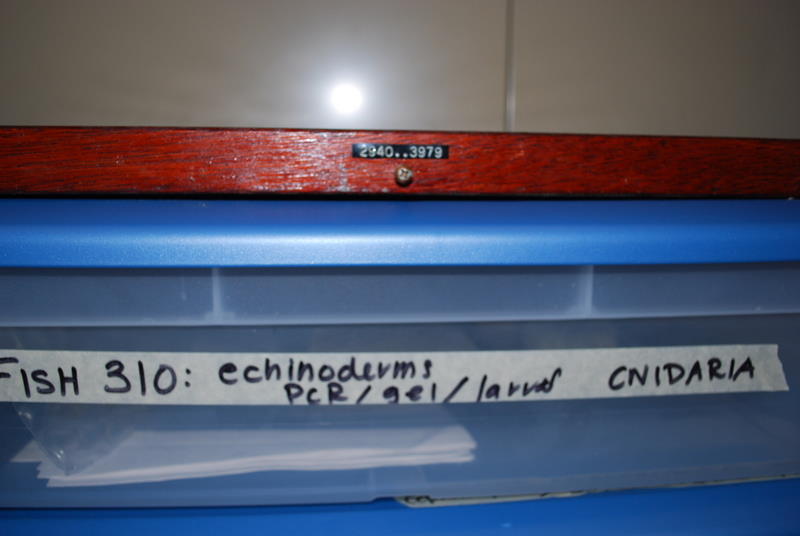 2940..3979
FISH 310: echinoderms CNIDARIA
PCR/gel/larvae